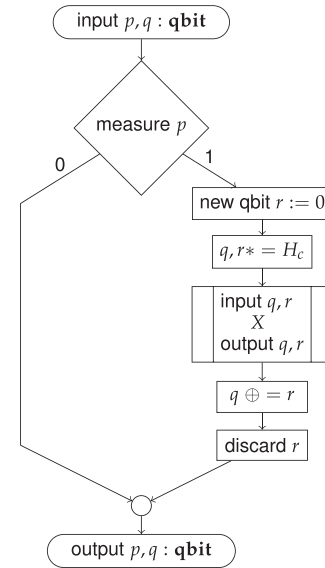 input p, q : qbit
measure p
0
1
new qbit r := 0
q, r* = H_c
input q, r
X
output q, r
q ⊕ = r
discard r
output p, q : qbit